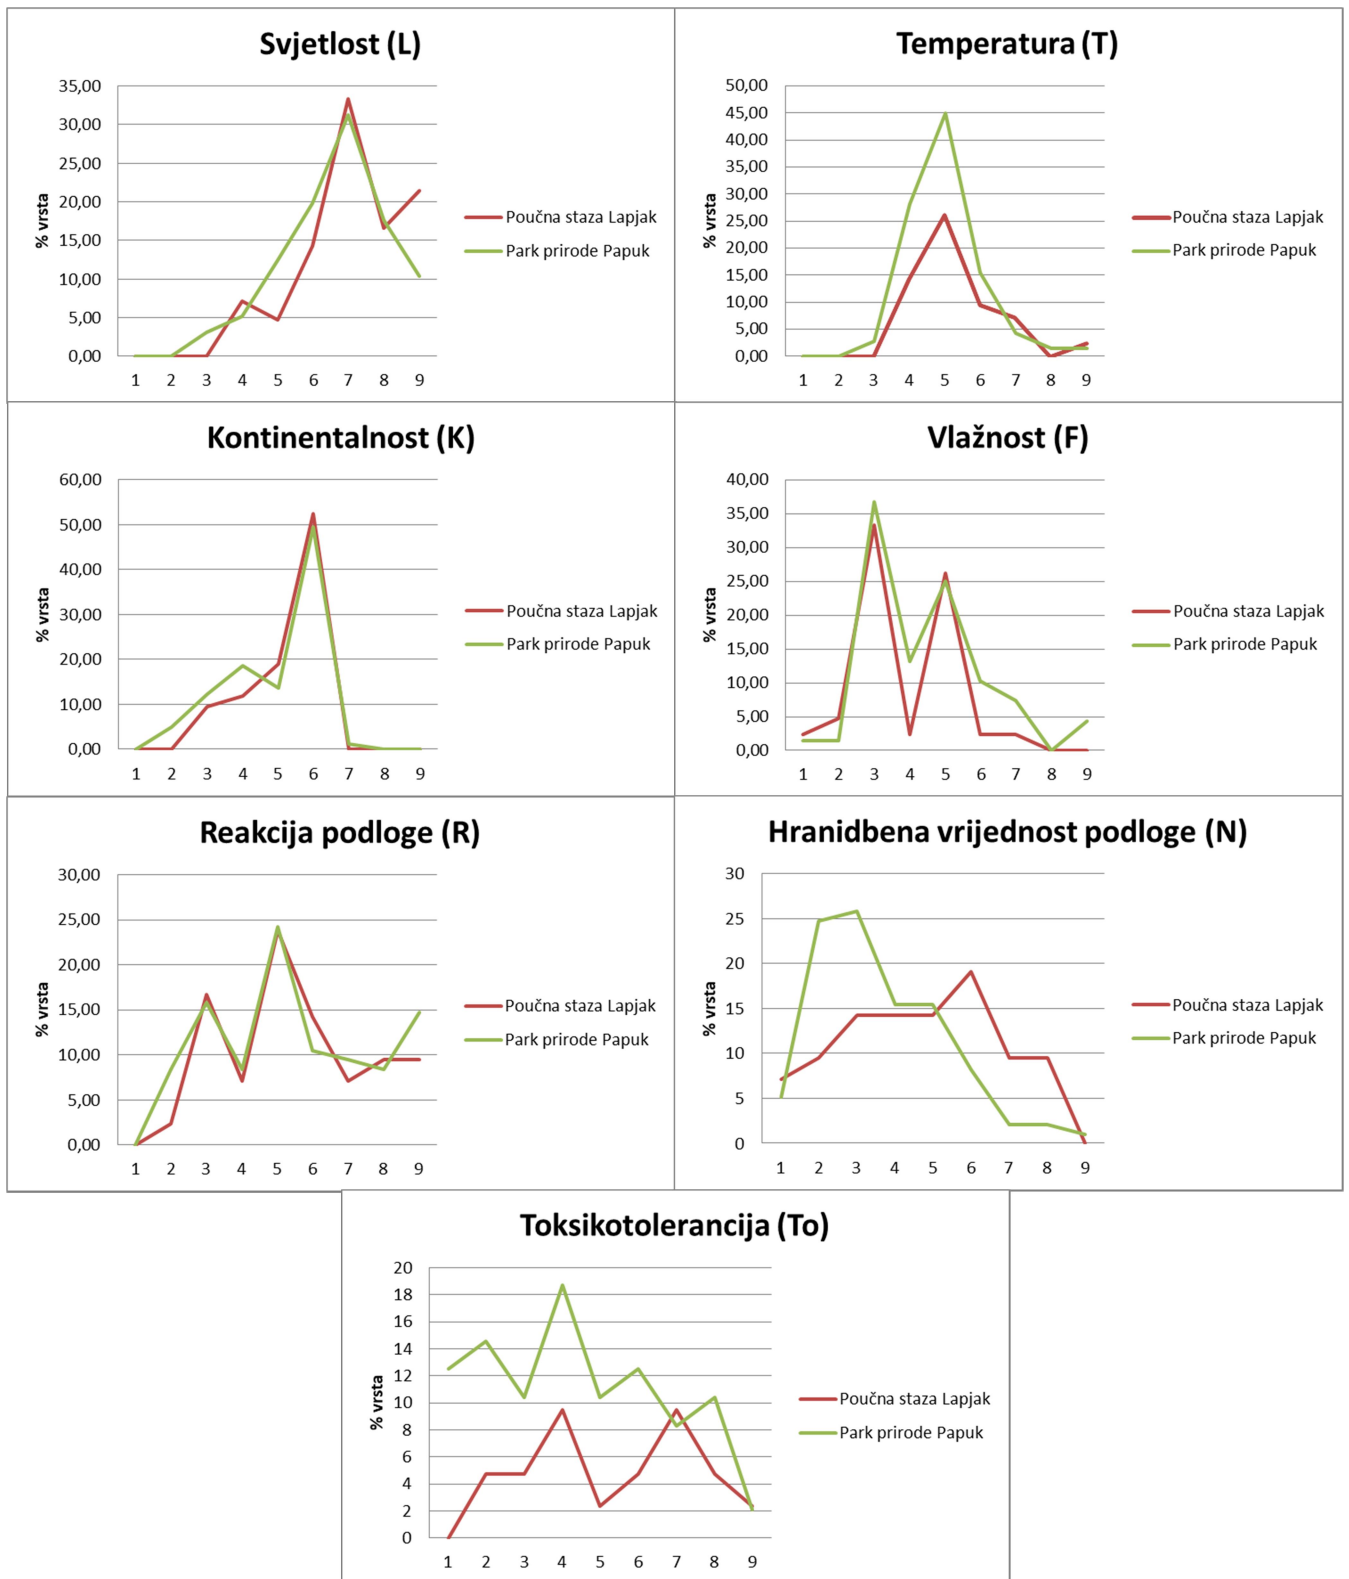 Svjetlost (L)
35,00
30,00
25,00
20,00
15,00
10,00
5,00
0,00
% vrsta
1 2 3 4 5 6 7 8 9
Poučna staza Lapjak
Park prirode Papuk
Temperatura (T)
50,00
45,00
40,00
35,00
30,00
25,00
20,00
15,00
10,00
5,00
0,00
% vrsta
1 2 3 4 5 6 7 8 9
Poučna staza Lapjak
Park prirode Papuk
Kontinentalnost (K)
60,00
50,00
40,00
30,00
20,00
10,00
0,00
% vrsta
1 2 3 4 5 6 7 8 9
Poučna staza Lapjak
Park prirode Papuk
Vlažnost (F)
40,00
35,00
30,00
25,00
20,00
15,00
10,00
5,00
0,00
% vrsta
1 2 3 4 5 6 7 8 9
Poučna staza Lapjak
Park prirode Papuk
Reakcija podloge (R)
30,00
25,00
20,00
15,00
10,00
5,00
0,00
% vrsta
1 2 3 4 5 6 7 8 9
Poučna staza Lapjak
Park prirode Papuk
Hranidbena vrijednost podloge (N)
30
25
20
15
10
5
0
% vrsta
1 2 3 4 5 6 7 8 9
Poučna staza Lapjak
Park prirode Papuk
Toksikotolerancija (To)
20
18
16
14
12
10
8
6
4
2
0
% vrsta
1 2 3 4 5 6 7 8 9
Poučna staza Lapjak
Park prirode Papuk